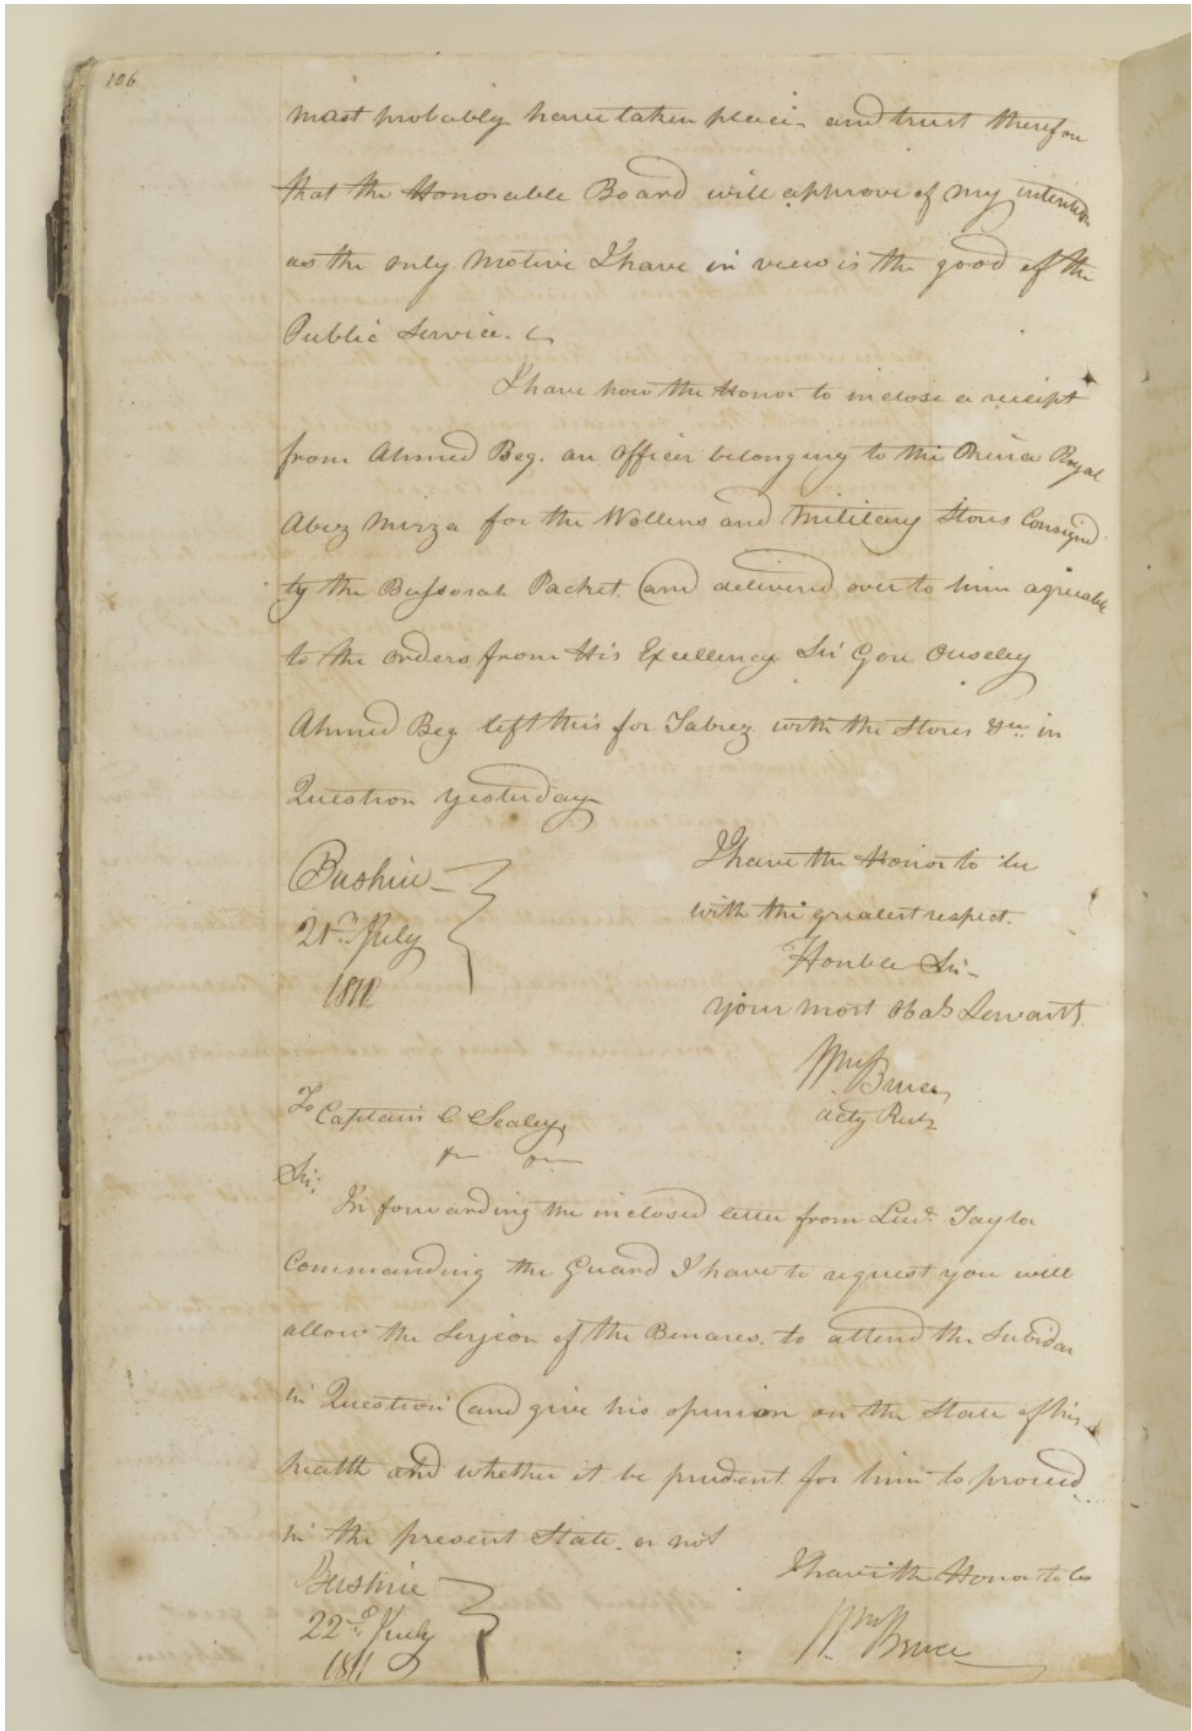 106
most probably have taken place and trust therefore
that the Honorable Board will approve of my intention
as the only motive I have in view is the good of the
Public Service.
I have now the Honor to inclose a receipt
from Ahmed Beg. an Officer belonging to the Prince Royal
Abez Mirza for the Wollens and Military Stores Consigned
by the Bussorah Packet and delivered over to him agreeable
to the orders from His Excellency Sir Gore Ouseley
Ahmed Beg left this for Tabrez with the Stores &ca in
Question yesterday
I have the Honor to be
with the greatest respect.
Honble Sir
your most Obdt Servant
Wm Bruce
actg Resdt
Bushire
21st July
181
To Captain C Sealy,
Sir,
In forwarding the inclosed letter from Lieut. Taylor
Commanding the Guard I have to request you will
allow the Surjeon of the Benares. to attend the Subidar
in Question and give his opinion on the State of his
health and whether it be prudent for him to proceed
in the present State. or not
I have the Honor to be
Wm Bruce
Bushire
22nd July
1811